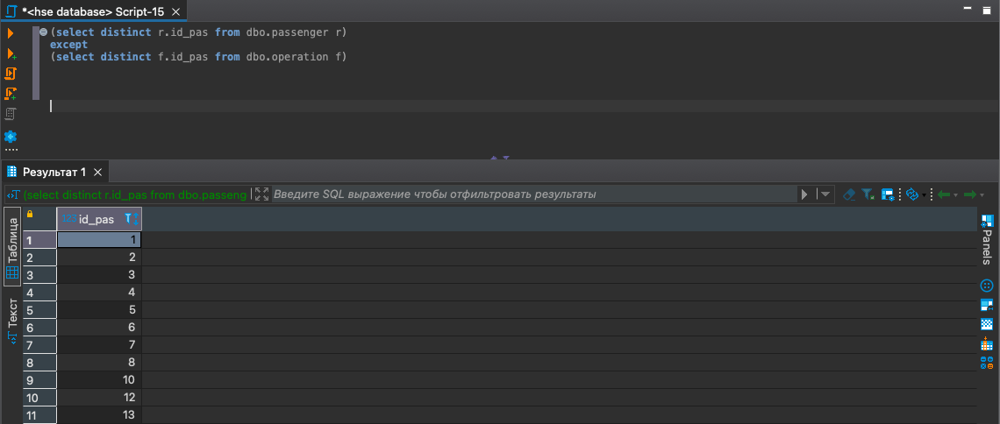 *<hse database> Script-15
(select distinct r.id_pas from dbo.passenger r)
except
(select distinct f.id_pas from dbo.operation f)
Результат 1
(select distinct r.id_pas from dbo.passeng
Введите SQL выражение чтобы отфильтровать результаты
Таблица
Текст
id_pas
1 1
2 2
3 3
4 4
5 5
6 6
7 7
8 8
9 10
10 12
11 13
Panels